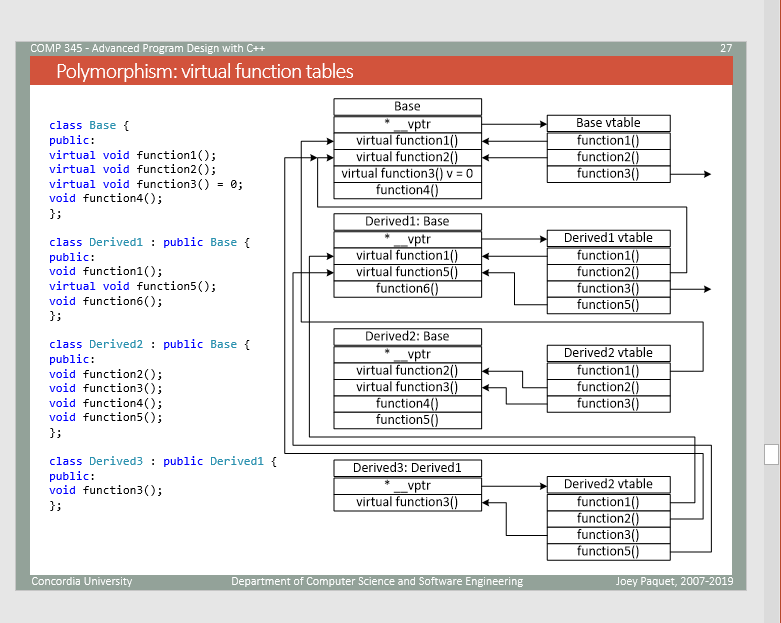 COMP 345 - Advanced Program Design with C++
27
Polymorphism: virtual function tables
class Base {
public:
virtual void function1();
virtual void function2();
virtual void function3() = 0;
void function4();
};
class Derived1 : public Base {
public:
void function1();
virtual void function5();
void function6();
};
class Derived2 : public Base {
public:
void function2();
void function3();
void function4();
void function5();
};
class Derived3 : public Derived1 {
public:
void function3();
};
Base
* __vptr
virtual function1()
virtual function2()
virtual function3() v = 0
function4()
Base vtable
function1()
function2()
function3()
Derived1: Base
* __vptr
virtual function1()
virtual function5()
function6()
Derived1 vtable
function1()
function2()
function3()
function5()
Derived2: Base
* __vptr
virtual function2()
virtual function3()
function4()
function5()
Derived2 vtable
function1()
function2()
function3()
Derived3: Derived1
* __vptr
virtual function3()
Derived2 vtable
function1()
function2()
function3()
function5()
Concordia University
Department of Computer Science and Software Engineering
Joey Paquet, 2007-2019